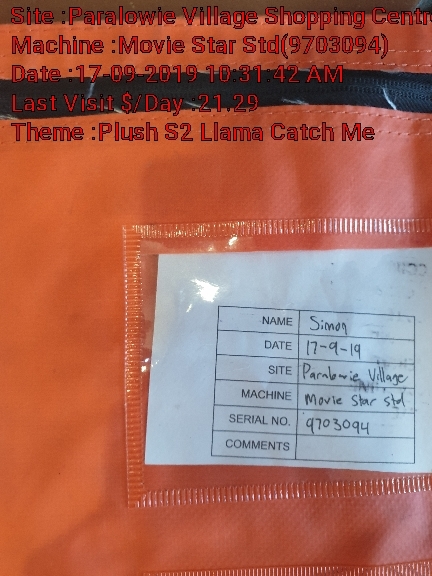 Site :Paralowie Village Shopping Centre
Machine :Movie Star Std(9703094)
Date :17-09-2019 10:31:42 AM
Last Visit $/Day :21.29
Theme :Plush S2 Llama Catch Me
NAME Simon
DATE 17-9-19
SITE Paralowie Village
MACHINE Movie Star Std
SERIAL NO. 9703094
COMMENTS